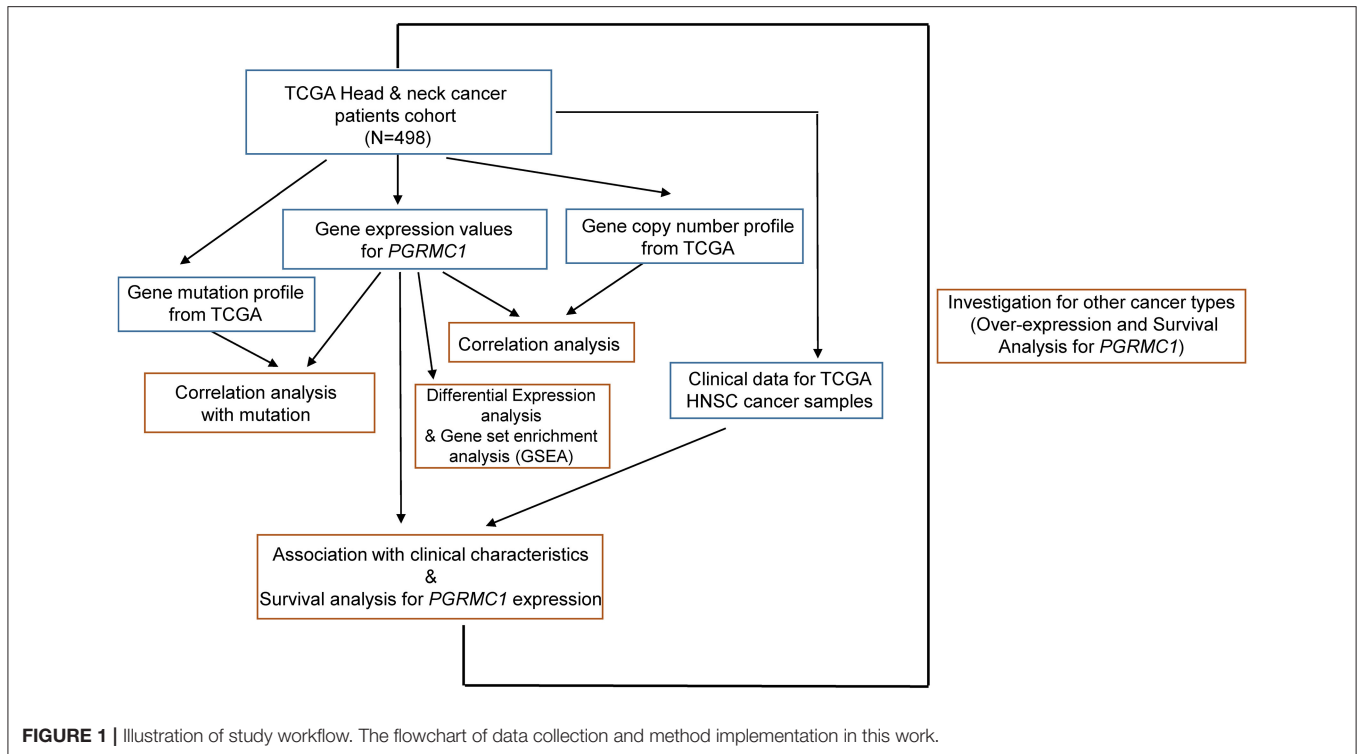 TCGA Head & neck cancer
patients cohort
(N=498)
Gene expression values
for PGRMC1
Gene copy number profile
from TCGA
Gene mutation profile
from TCGA
Correlation analysis
Correlation analysis
with mutation
Differential Expression
analysis
& Gene set enrichment
analysis (GSEA)
Clinical data for TCGA
HNSC cancer samples
Investigation for other cancer types
(Over-expression and Survival
Analysis for PGRMC1)
Association with clinical characteristics
&
Survival analysis for PGRMC1 expression
FIGURE 1 | Illustration of study workflow. The flowchart of data collection and method implementation in this work.